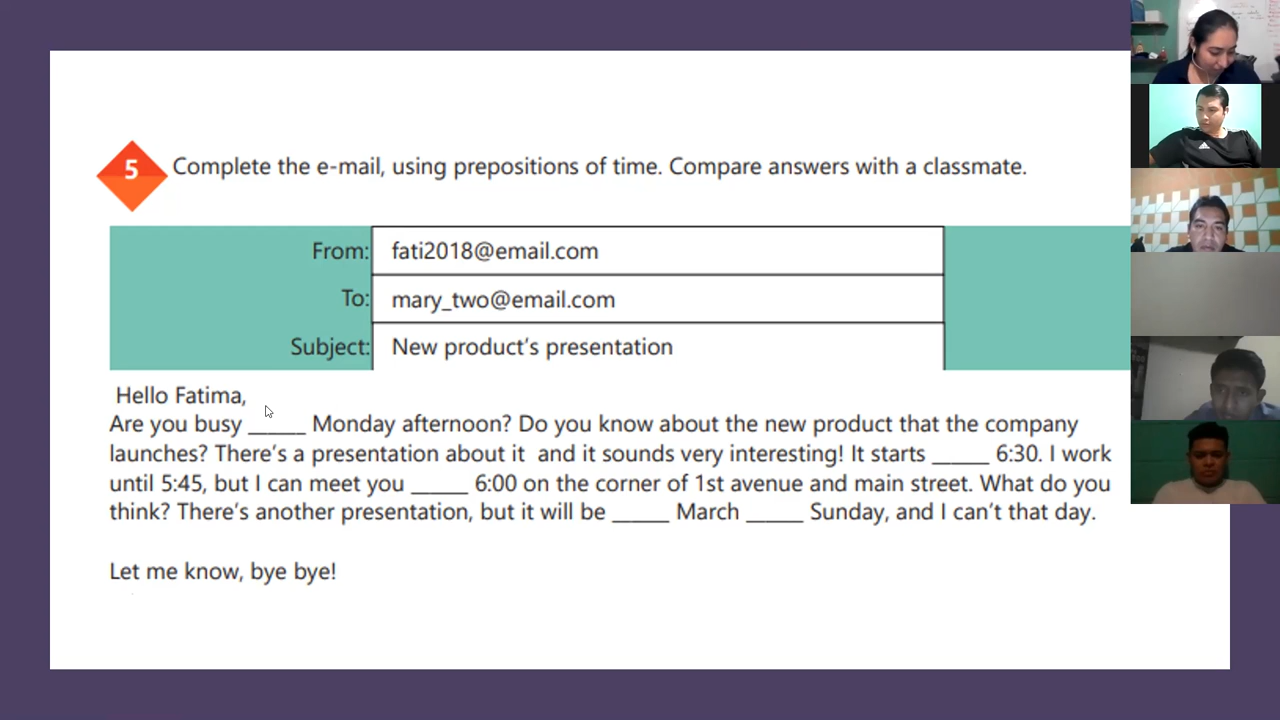 5
Complete the e-mail, using prepositions of time. Compare answers with a classmate.
From: fati2018@email.com
To: mary_two@email.com
Subject: New product's presentation
Hello Fatima,
Are you busy _____ Monday afternoon? Do you know about the new product that the company
launches? There's a presentation about it and it sounds very interesting! It starts _____ 6:30. I work
until 5:45, but I can meet you _____ 6:00 on the corner of 1st avenue and main street. What do you
think? There's another presentation, but it will be _____ March _____ Sunday, and I can't that day.
Let me know, bye bye!